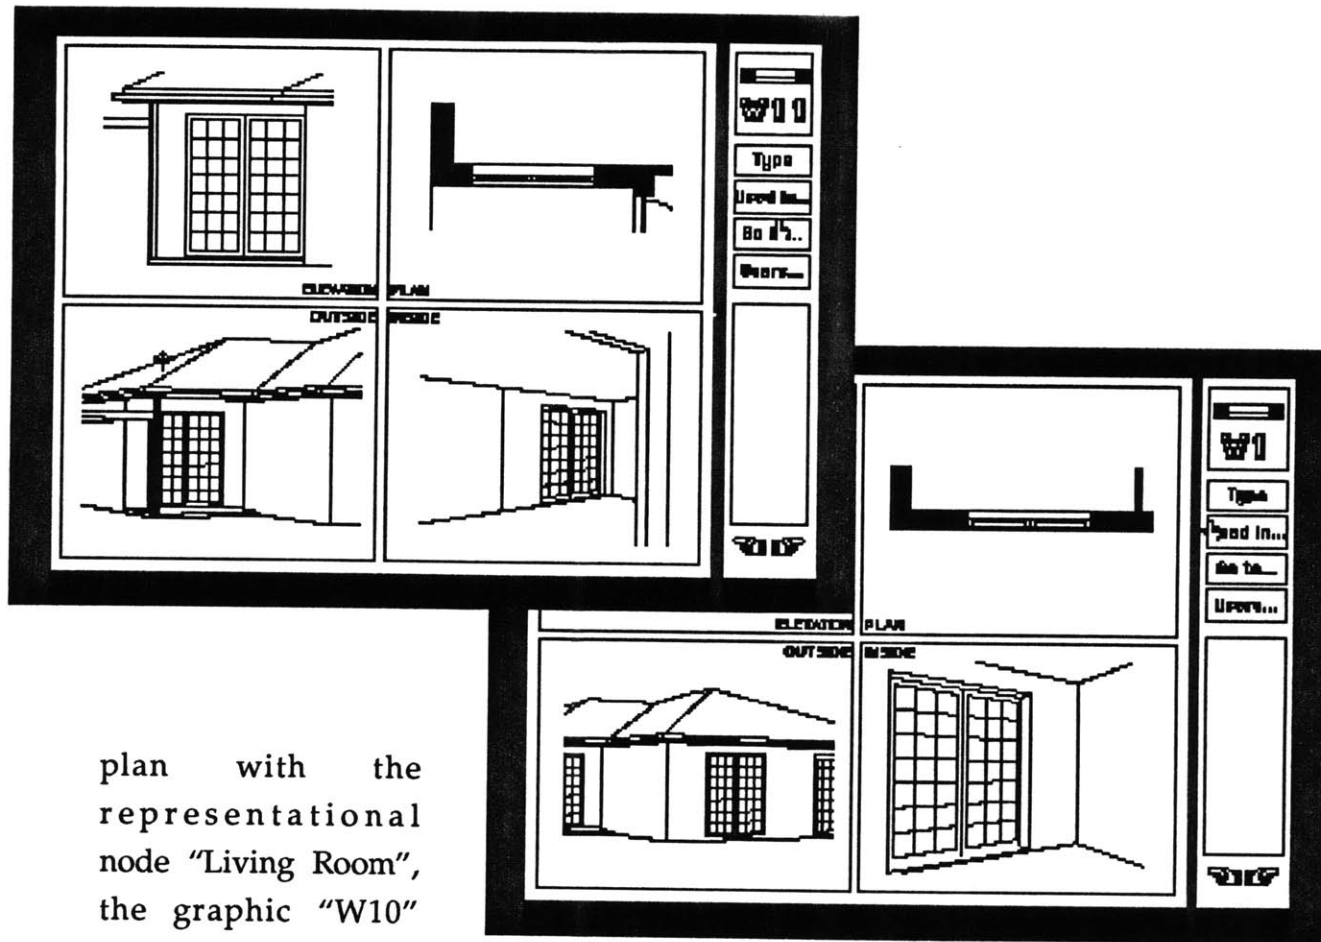 W11
Type
Used In...
Go
Users...
ELEVATION PLAN
OUTSIDE INSIDE
W1
Type
Used In...
Go to...
Users...
ELEVATION PLAN
OUTSIDE INSIDE
plan with the
representational
node “Living Room”,
the graphic “W10”